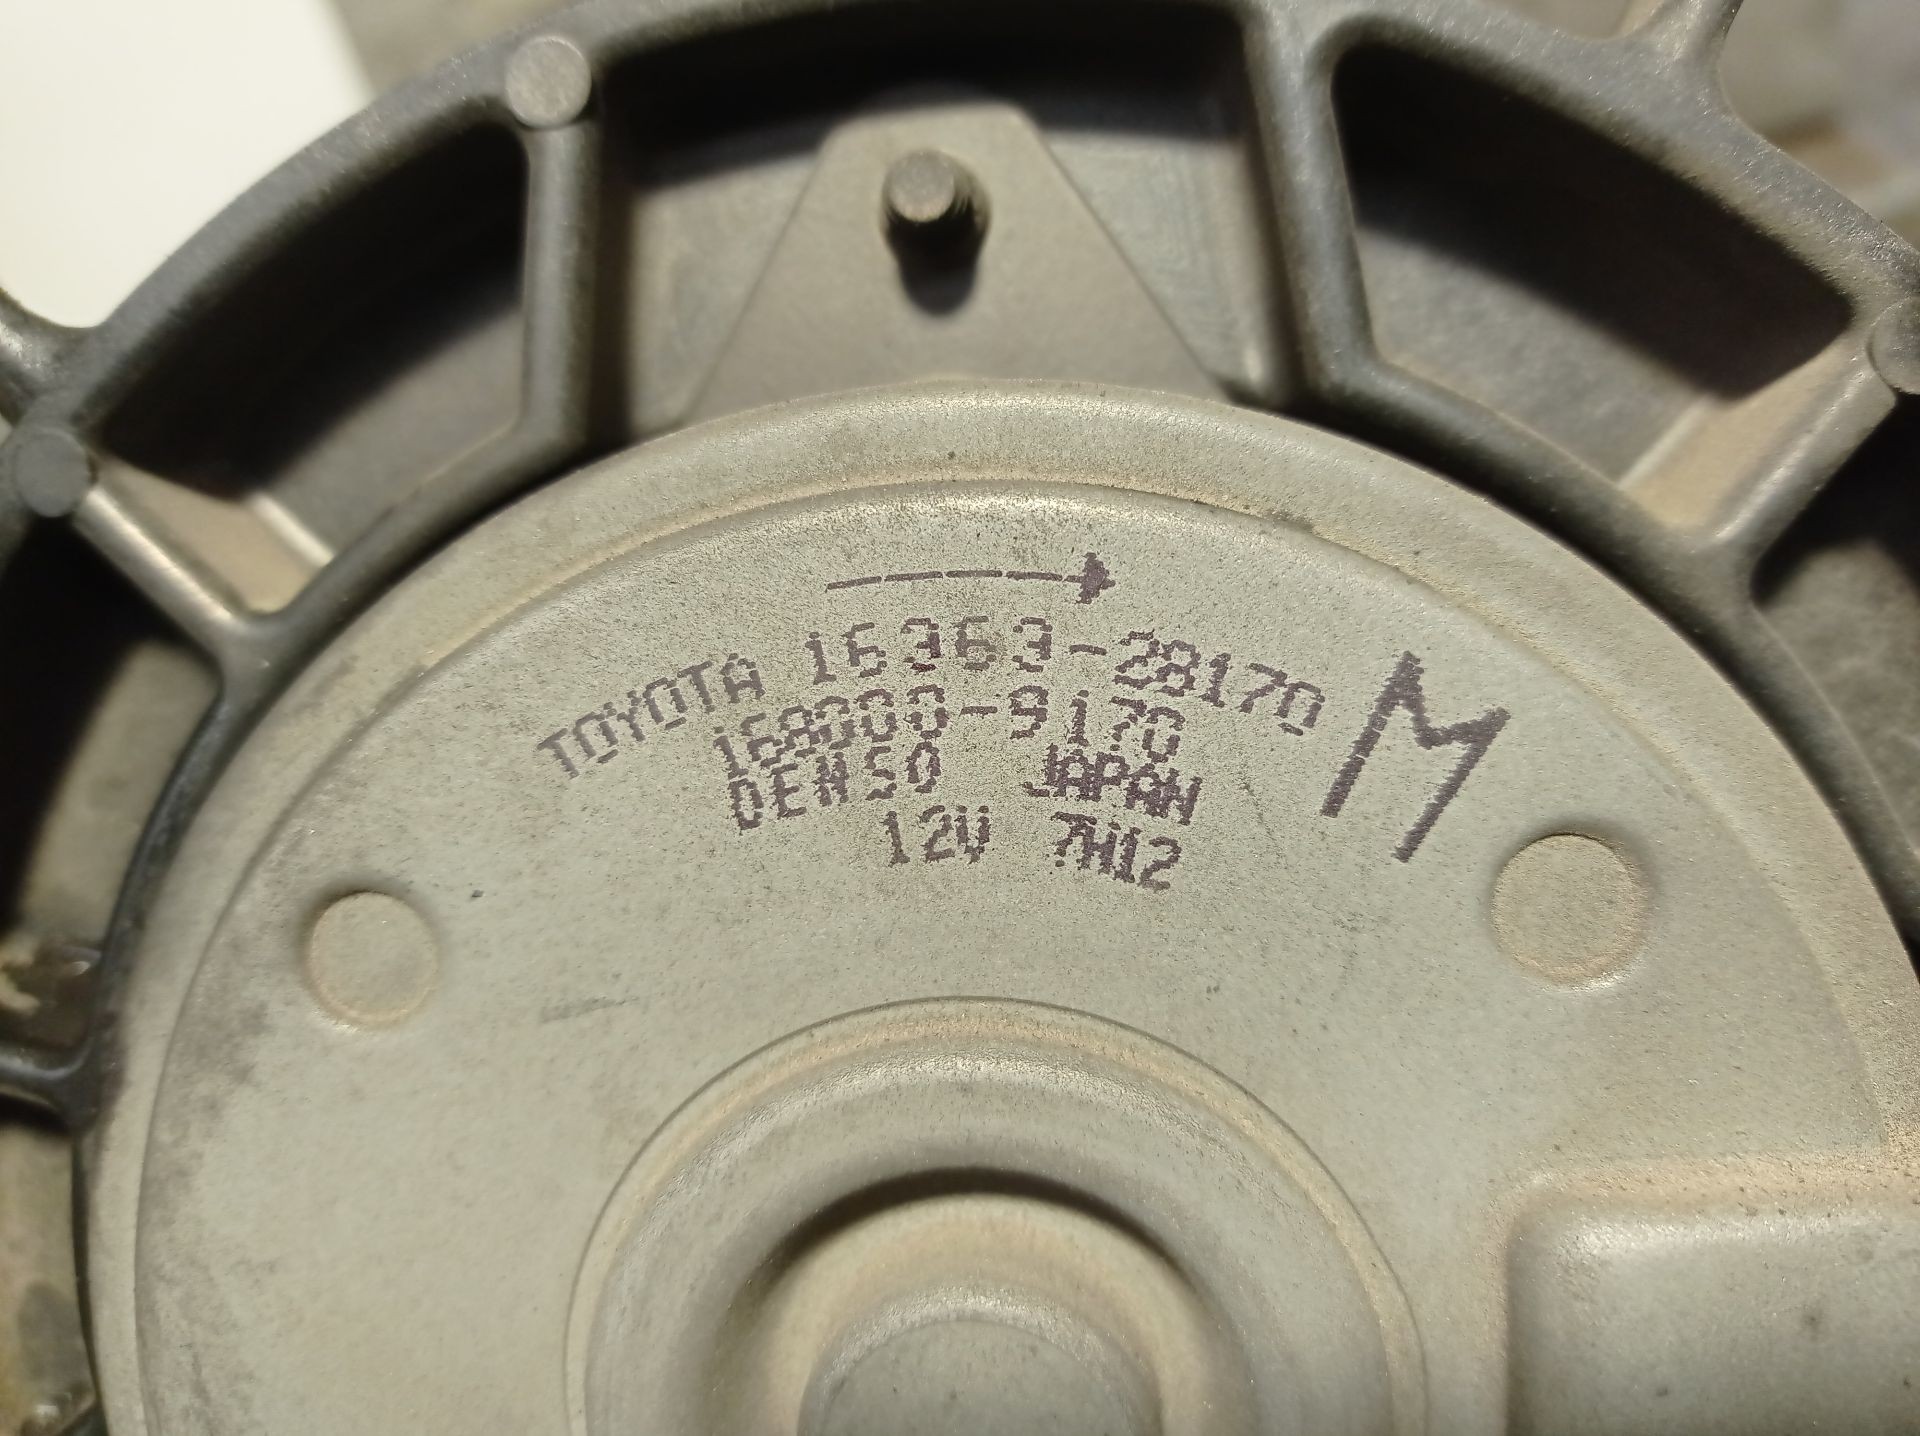 TOYOTA 16363-28170
168000-9170
DENSO JAPAN
12V 7H12
M